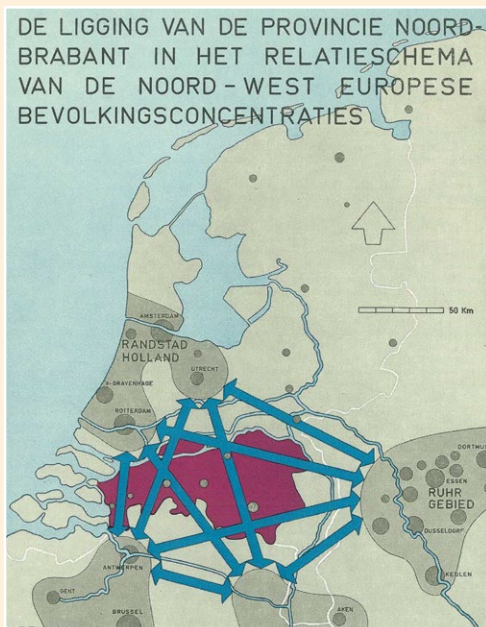 DE LIGGING VAN DE PROVINCIE NOORD-
BRABANT IN HET RELATIESCHEMA
VAN DE NOORD-WEST EUROPESE
BEVOLKINGSCONCENTRATIES
50 Km
AMSTERDAM
RANDSTAD
HOLLAND
UTRECHT
's-GRAVENHAGE
ROTTERDAM
DORTMUND
ESSEN
RUHR
GEBIED
DUSSELDORF
KEULEN
ANTWERPEN
GENT
BRUSSEL
AKEN